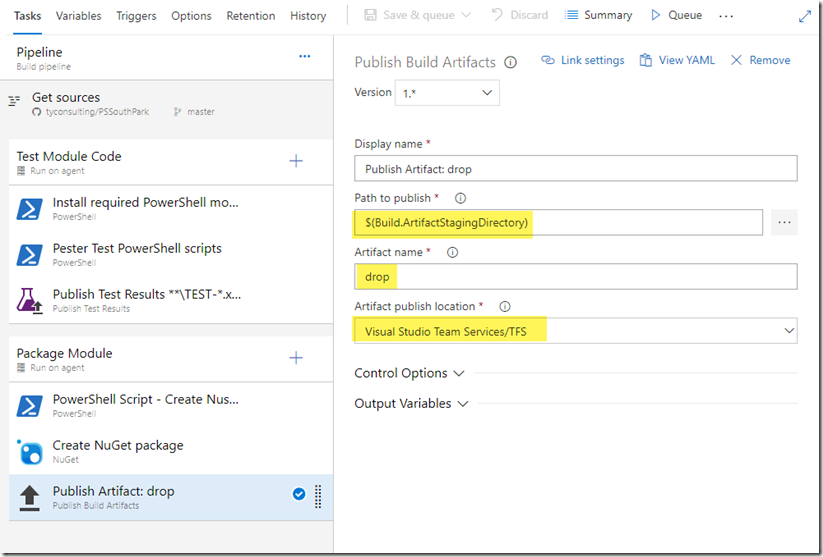 Tasks Variables Triggers Options Retention History Save & queue Discard Summary Queue ...
Pipeline ...
Build pipeline
Get sources
tyconsulting/PSSouthPark master
Test Module Code +
Run on agent
Install required PowerShell mo...
PowerShell
Pester Test PowerShell scripts
PowerShell
Publish Test Results **\TEST-*.x...
Publish Test Results
Package Module +
Run on agent
PowerShell Script - Create Nus...
PowerShell
Create NuGet package
NuGet
Publish Artifact: drop
Publish Build Artifacts
Publish Build Artifacts Link settings View YAML Remove
Version 1.*
Display name *
Publish Artifact: drop
Path to publish *
$(Build.ArtifactStagingDirectory) ...
Artifact name *
drop
Artifact publish location *
Visual Studio Team Services/TFS
Control Options
Output Variables